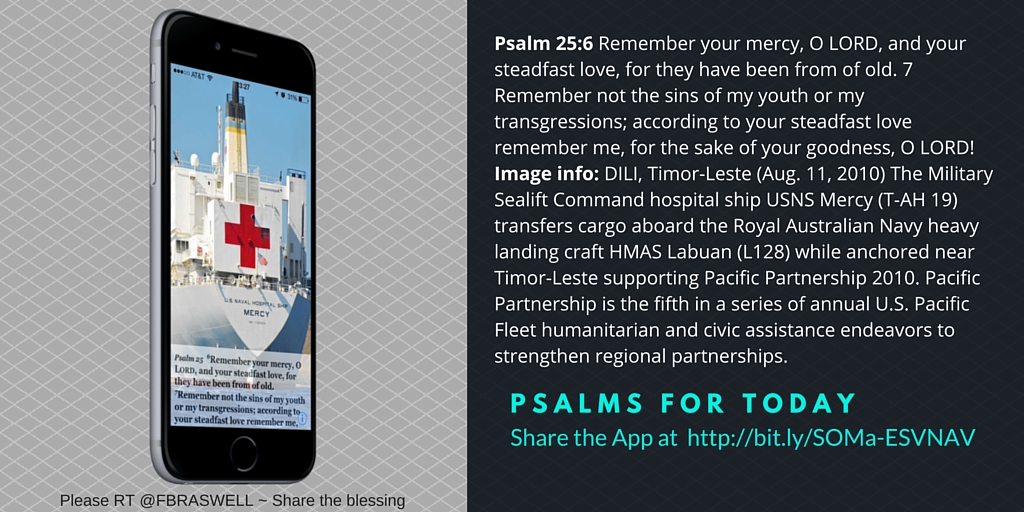 ●●●○○ AT&T
13:27
31%
U.S. NAVAL HOSPITAL SHIP
MERCY
Psalm 25 ⁶Remember your mercy, O
LORD, and your steadfast love, for
they have been from of old.
⁷Remember not the sins of my youth
or my transgressions; according to
your steadfast love remember me,
Please RT @FBRASWELL ~ Share the blessing
Psalm 25:6 Remember your mercy, O LORD, and your
steadfast love, for they have been from of old. 7
Remember not the sins of my youth or my
transgressions; according to your steadfast love
remember me, for the sake of your goodness, O LORD!
Image info: DILI, Timor-Leste (Aug. 11, 2010) The Military
Sealift Command hospital ship USNS Mercy (T-AH 19)
transfers cargo aboard the Royal Australian Navy heavy
landing craft HMAS Labuan (L128) while anchored near
Timor-Leste supporting Pacific Partnership 2010. Pacific
Partnership is the fifth in a series of annual U.S. Pacific
Fleet humanitarian and civic assistance endeavors to
strengthen regional partnerships.
PSALMS FOR TODAY
Share the App at http://bit.ly/SOMa-ESVNAV